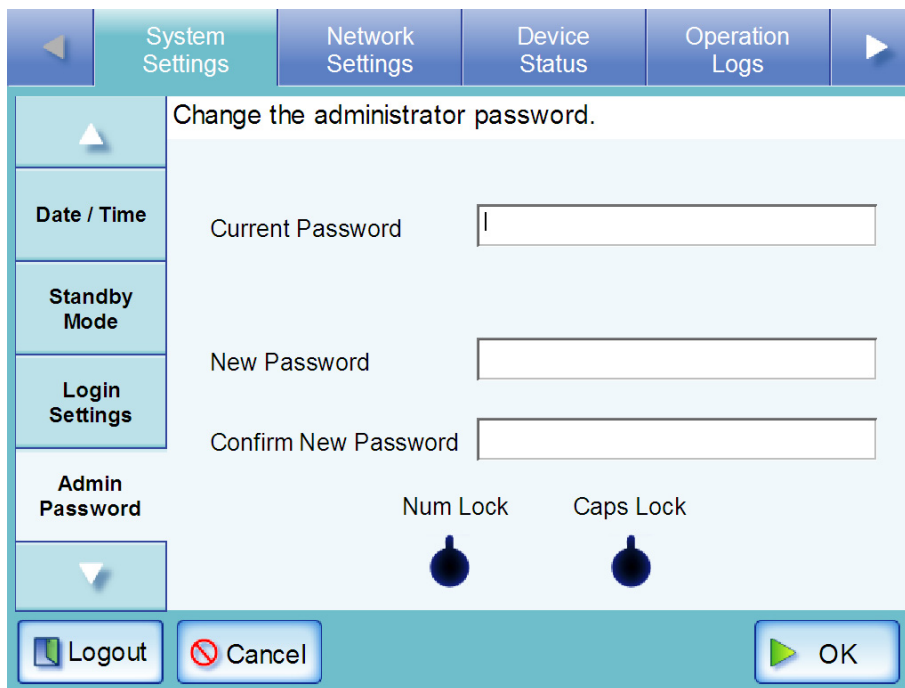 System
Settings
Network
Settings
Device
Status
Operation
Logs
Change the administrator password.
Date / Time
Standby
Mode
Login
Settings
Admin
Password
Current Password
New Password
Confirm New Password
Num Lock
Caps Lock
Logout
Cancel
OK